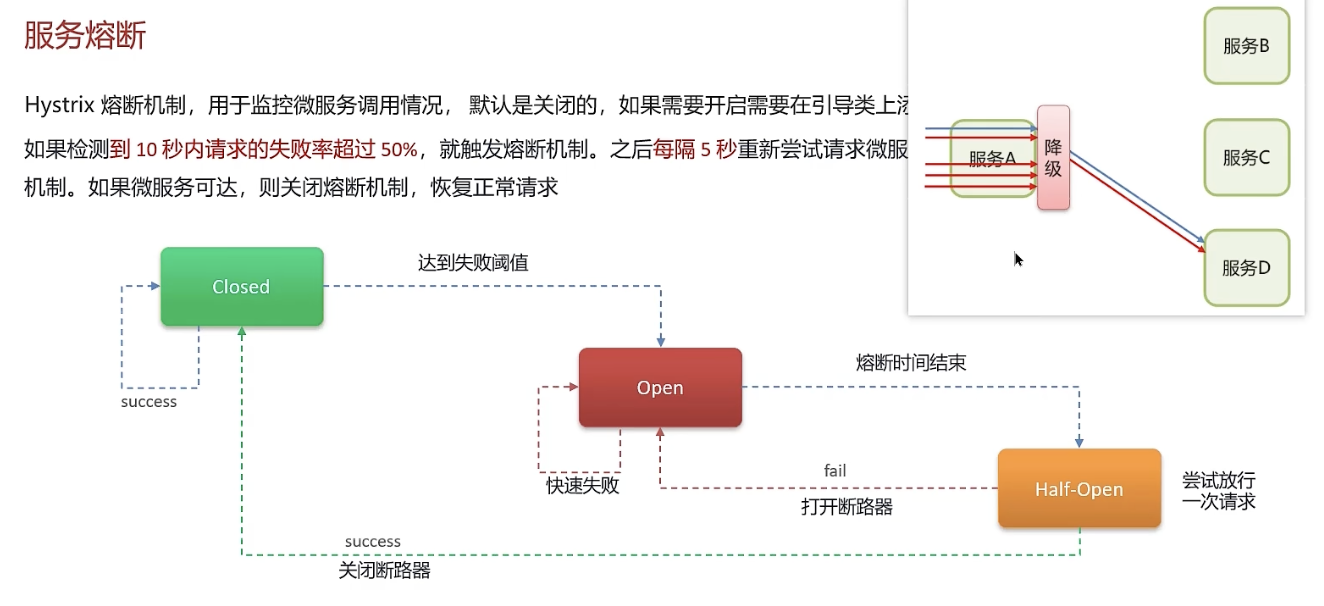 服务熔断
Hystrix 熔断机制，用于监控微服务调用情况， 默认是关闭的，如果需要开启需要在引导类上
如果检测到 10 秒内请求的失败率超过 50%，就触发熔断机制。之后每隔 5 秒重新尝试请求微服
机制。如果微服务可达，则关闭熔断机制，恢复正常请求
服务B
服务A
降级
服务C
服务D
Closed
达到失败阈值
success
Open
熔断时间结束
快速失败
fail
打开断路器
Half-Open
尝试放行
一次请求
success
关闭断路器